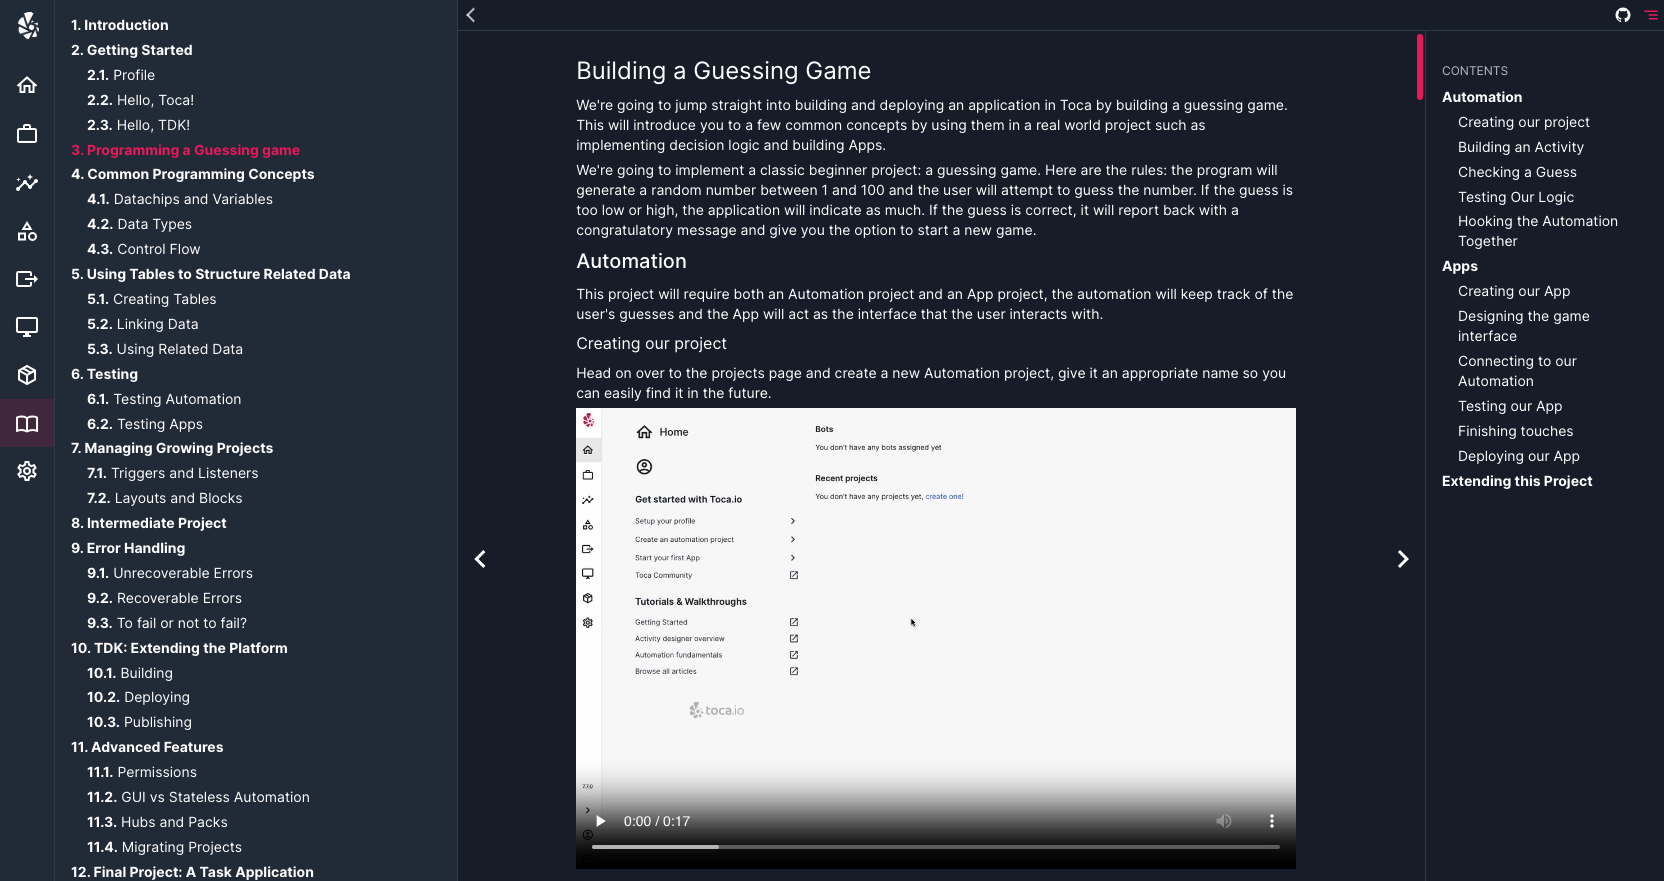 1. Introduction
2. Getting Started
2.1. Profile
2.2. Hello, Toca!
2.3. Hello, TDK!
3. Programming a Guessing game
4. Common Programming Concepts
4.1. Datachips and Variables
4.2. Data Types
4.3. Control Flow
5. Using Tables to Structure Related Data
5.1. Creating Tables
5.2. Linking Data
5.3. Using Related Data
6. Testing
6.1. Testing Automation
6.2. Testing Apps
7. Managing Growing Projects
7.1. Triggers and Listeners
7.2. Layouts and Blocks
8. Intermediate Project
9. Error Handling
9.1. Unrecoverable Errors
9.2. Recoverable Errors
9.3. To fail or not to fail?
10. TDK: Extending the Platform
10.1. Building
10.2. Deploying
10.3. Publishing
11. Advanced Features
11.1. Permissions
11.2. GUI vs Stateless Automation
11.3. Hubs and Packs
11.4. Migrating Projects
12. Final Project: A Task Application
Building a Guessing Game
We're going to jump straight into building and deploying an application in Toca by building a guessing game.
This will introduce you to a few common concepts by using them in a real world project such as
implementing decision logic and building Apps.
We're going to implement a classic beginner project: a guessing game. Here are the rules: the program will
generate a random number between 1 and 100 and the user will attempt to guess the number. If the guess is
too low or high, the application will indicate as much. If the guess is correct, it will report back with a
congratulatory message and give you the option to start a new game.
Automation
This project will require both an Automation project and an App project, the automation will keep track of the
user's guesses and the App will act as the interface that the user interacts with.
Creating our project
Head on over to the projects page and create a new Automation project, give it an appropriate name so you
can easily find it in the future.
Home
Get started with Toca.io
Setup your profile
Create an automation project
Start your first App
Toca Community
Tutorials & Walkthroughs
Getting Started
Activity designer overview
Automation fundamentals
Browse all articles
toca.io
Bots
You don't have any bots assigned yet
Recent projects
You don't have any projects yet, create one!
7.7.0
0:00 / 0:17
CONTENTS
Automation
Creating our project
Building an Activity
Checking a Guess
Testing Our Logic
Hooking the Automation
Together
Apps
Creating our App
Designing the game
interface
Connecting to our
Automation
Testing our App
Finishing touches
Deploying our App
Extending this Project